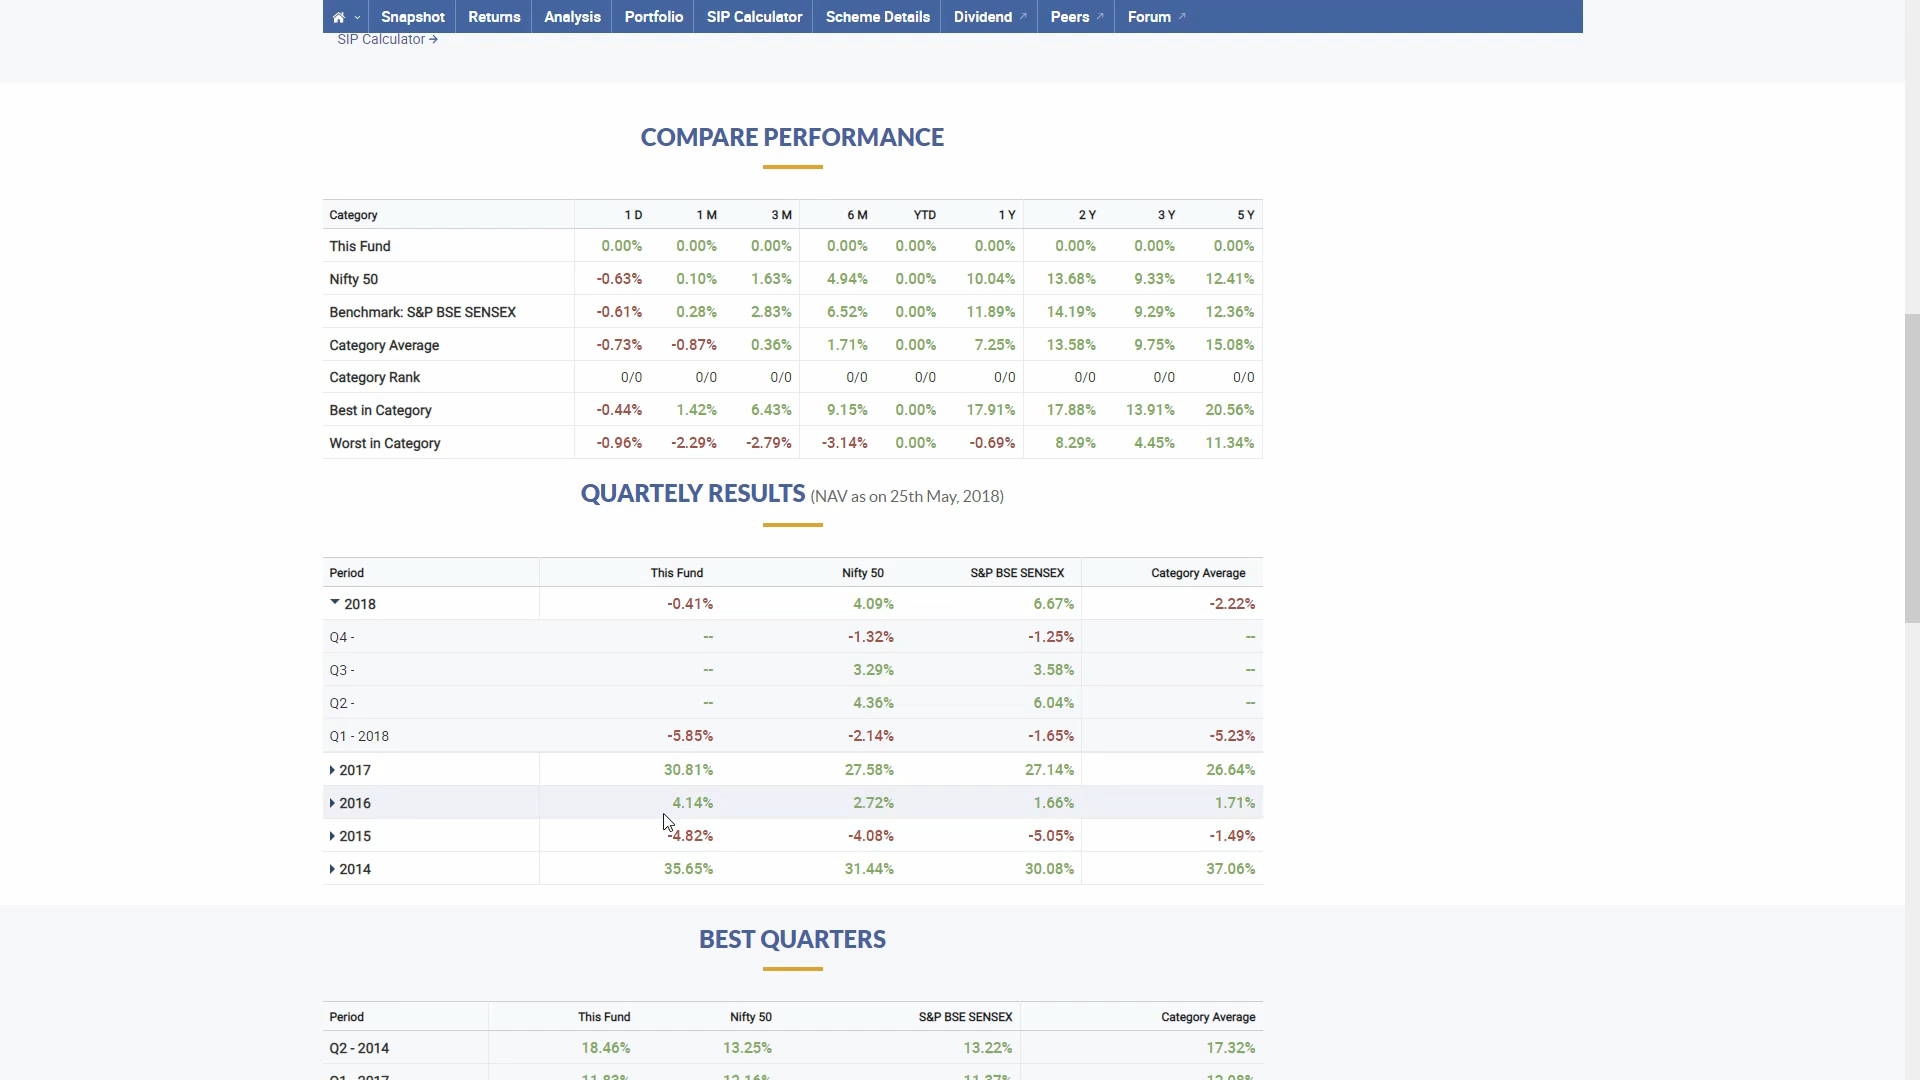 Snapshot Returns Analysis Portfolio SIP Calculator Scheme Details Dividend Peers Forum
SIP Calculator →
COMPARE PERFORMANCE
Category 1 D 1 M 3 M 6 M YTD 1 Y 2 Y 3 Y 5 Y
This Fund 0.00% 0.00% 0.00% 0.00% 0.00% 0.00% 0.00% 0.00% 0.00%
Nifty 50 -0.63% 0.10% 1.63% 4.94% 0.00% 10.04% 13.68% 9.33% 12.41%
Benchmark: S&P BSE SENSEX -0.61% 0.28% 2.83% 6.52% 0.00% 11.89% 14.19% 9.29% 12.36%
Category Average -0.73% -0.87% 0.36% 1.71% 0.00% 7.25% 13.58% 9.75% 15.08%
Category Rank 0/0 0/0 0/0 0/0 0/0 0/0 0/0 0/0 0/0
Best in Category -0.44% 1.42% 6.43% 9.15% 0.00% 17.91% 17.88% 13.91% 20.56%
Worst in Category -0.96% -2.29% -2.79% -3.14% 0.00% -0.69% 8.29% 4.45% 11.34%
QUARTELY RESULTS (NAV as on 25th May, 2018)
Period This Fund Nifty 50 S&P BSE SENSEX Category Average
2018 -0.41% 4.09% 6.67% -2.22%
Q4 - -- -1.32% -1.25% --
Q3 - -- 3.29% 3.58% --
Q2 - -- 4.36% 6.04% --
Q1 - 2018 -5.85% -2.14% -1.65% -5.23%
2017 30.81% 27.58% 27.14% 26.64%
2016 4.14% 2.72% 1.66% 1.71%
2015 -4.82% -4.08% -5.05% -1.49%
2014 35.65% 31.44% 30.08% 37.06%
BEST QUARTERS
Period This Fund Nifty 50 S&P BSE SENSEX Category Average
Q2 - 2014 18.46% 13.25% 13.22% 17.32%